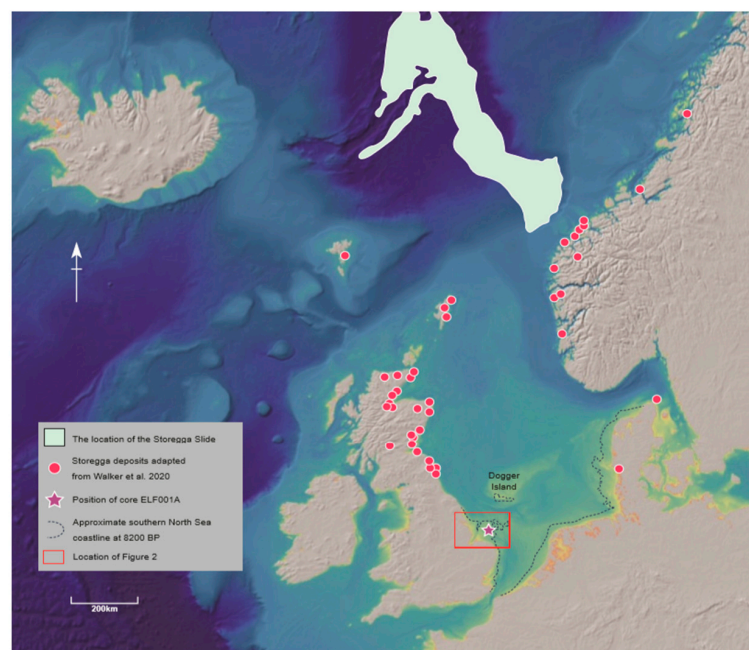 Dogger
Island
The location of the Storegga Slide
Storegga deposits adapted
from Walker et al. 2020
Position of core ELF001A
Approximate southern North Sea
coastline at 8200 BP
Location of Figure 2
200km